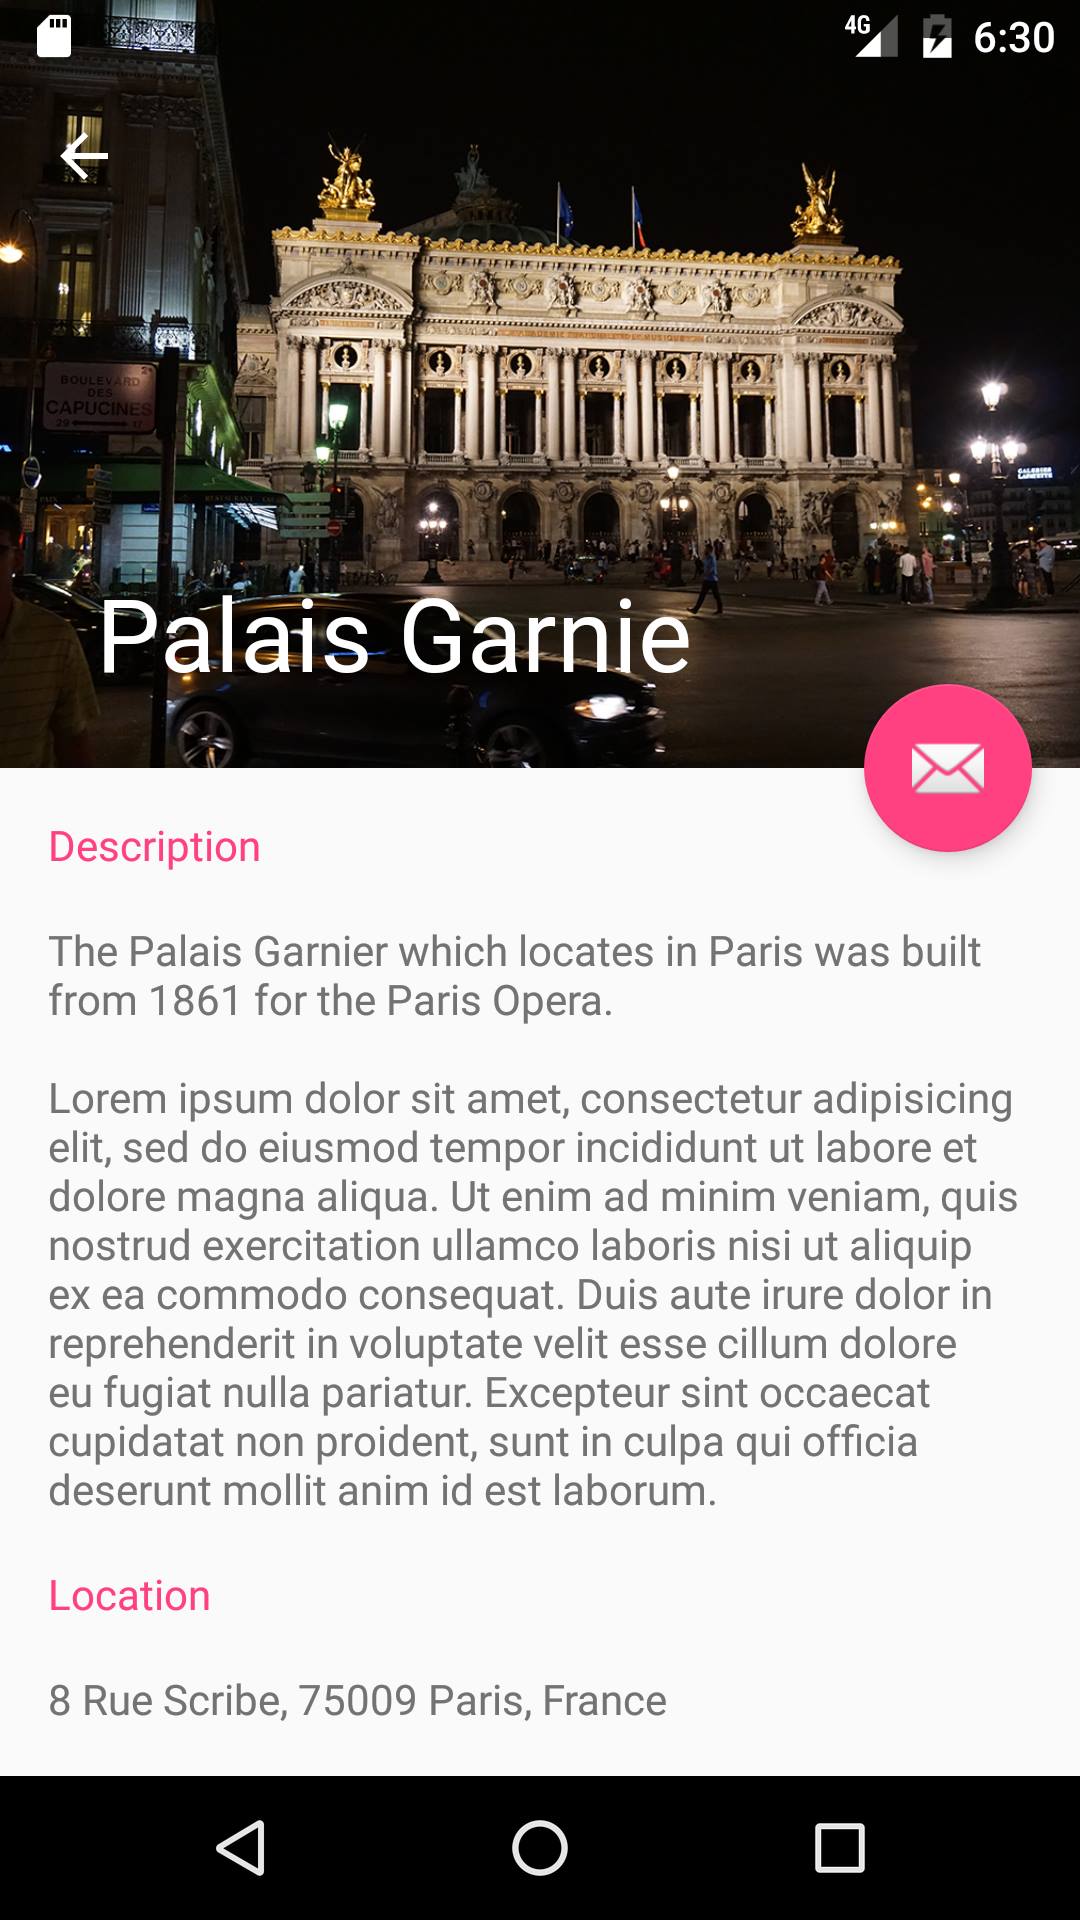 4G 6:30
BOULEVARD
DES
CAPUCINES
29 17
GALERIES
LAFAYETTE
RESTAURANT
Palais Garnie
Description
The Palais Garnier which locates in Paris was built
from 1861 for the Paris Opera.
Lorem ipsum dolor sit amet, consectetur adipisicing
elit, sed do eiusmod tempor incididunt ut labore et
dolore magna aliqua. Ut enim ad minim veniam, quis
nostrud exercitation ullamco laboris nisi ut aliquip
ex ea commodo consequat. Duis aute irure dolor in
reprehenderit in voluptate velit esse cillum dolore
eu fugiat nulla pariatur. Excepteur sint occaecat
cupidatat non proident, sunt in culpa qui officia
deserunt mollit anim id est laborum.
Location
8 Rue Scribe, 75009 Paris, France